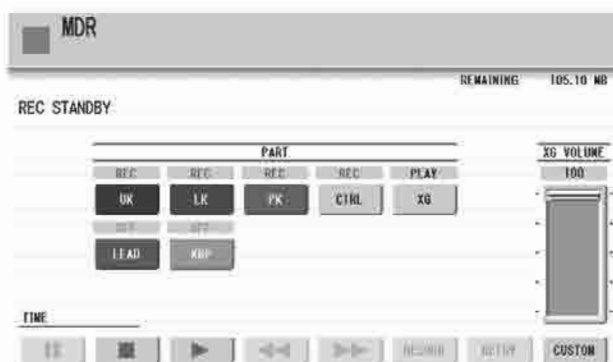 MDR
REMAINING 105.10 MB
REC STANDBY
PART
XG VOLUME
REC REC REC REC PLAY
100
UK LK PK CTRL XG
OFF OFF
LEAD KBP
TIME
RETRY CUSTOM